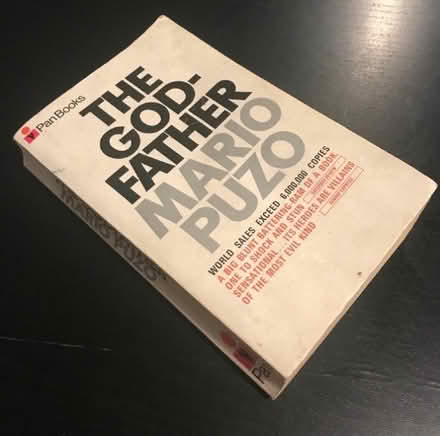 Pan Books
THE
GOD-
FATHER
MARIO
PUZO
WORLD SALES EXCEED 6,000,000 COPIES
A BIG BLUNT BATTERING RAM OF A BOOK
ONE TO SHOCK AND STUN
SENSATIONAL...ITS HEROES ARE VILLAINS
OF THE MOST EVIL KIND
MARIO PUZO
Pa